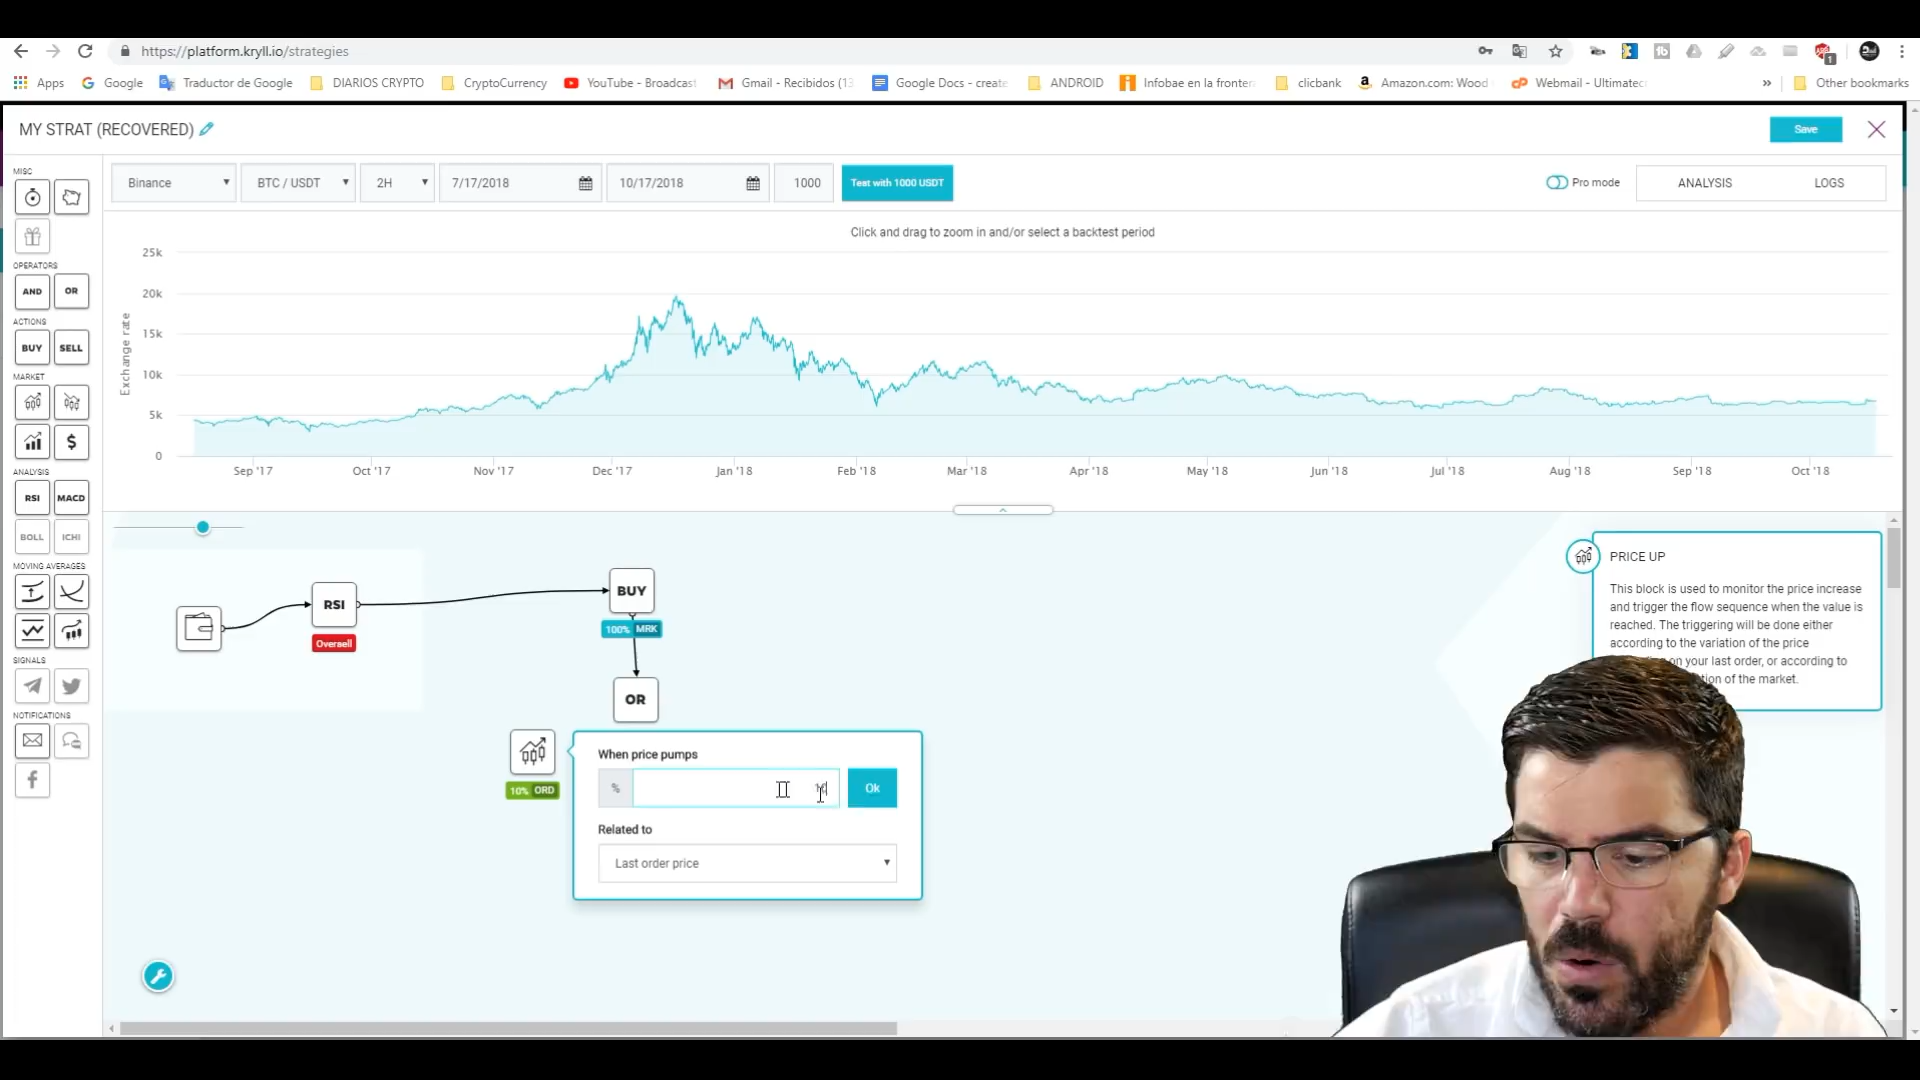 https://platform.kryll.io/strategies
Apps
Google
Traductor de Google
DIARIOS CRYPTO
CryptoCurrency
YouTube - Broadcast
Gmail - Recibidos (13
Google Docs - create
ANDROID
Infobae en la fronter
clicbank
Amazon.com: Wood
Webmail - Ultimatec
»
Other bookmarks
MY STRAT (RECOVERED)
Save
MISC
Binance
BTC / USDT
2H
7/17/2018
10/17/2018
1000
Test with 1000 USDT
Pro mode
ANALYSIS
LOGS
Click and drag to zoom in and/or select a backtest period
Exchange rate
25k
20k
15k
10k
5k
0
Sep '17
Oct '17
Nov '17
Dec '17
Jan '18
Feb '18
Mar '18
Apr '18
May '18
Jun '18
Jul '18
Aug '18
Sep '18
Oct '18
OPERATORS
AND
OR
ACTIONS
BUY
SELL
MARKET
$
ANALYSIS
RSI
MACD
BOLL
ICHI
MOVING AVERAGES
SIGNALS
NOTIFICATIONS
RSI
Oversell
BUY
100% MRK
OR
10% ORD
When price pumps
%
Ok
Related to
Last order price
PRICE UP
This block is used to monitor the price increase
and trigger the flow sequence when the value is
reached. The triggering will be done either
according to the variation of the price
on your last order, or according to
tion of the market.